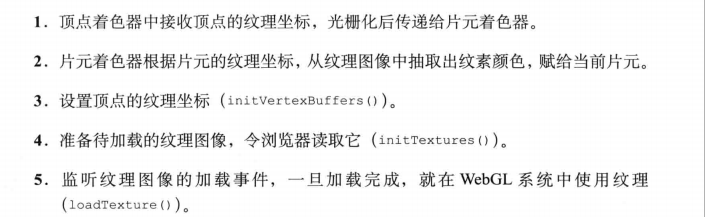 1. 顶点着色器中接收顶点的纹理坐标，光栅化后传递给片元着色器。
2. 片元着色器根据片元的纹理坐标，从纹理图像中抽取出纹素颜色，赋给当前片元。
3. 设置顶点的纹理坐标（initVertexBuffers()）。
4. 准备待加载的纹理图像，令浏览器读取它（initTextures()）。
5. 监听纹理图像的加载事件，一旦加载完成，就在 WebGL 系统中使用纹理
（loadTexture()）。